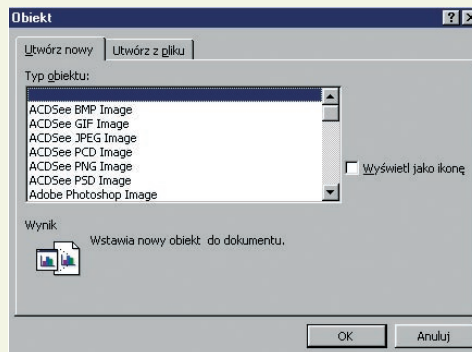 Obiekt
Utwórz nowy Utwórz z pliku
Typ obiektu:
ACDSee BMP Image
ACDSee GIF Image
ACDSee JPEG Image
ACDSee PCD Image
ACDSee PNG Image
ACDSee PSD Image
Adobe Photoshop Image
Wyświetl jako ikonę
Wynik
Wstawia nowy obiekt do dokumentu.
OK Anuluj